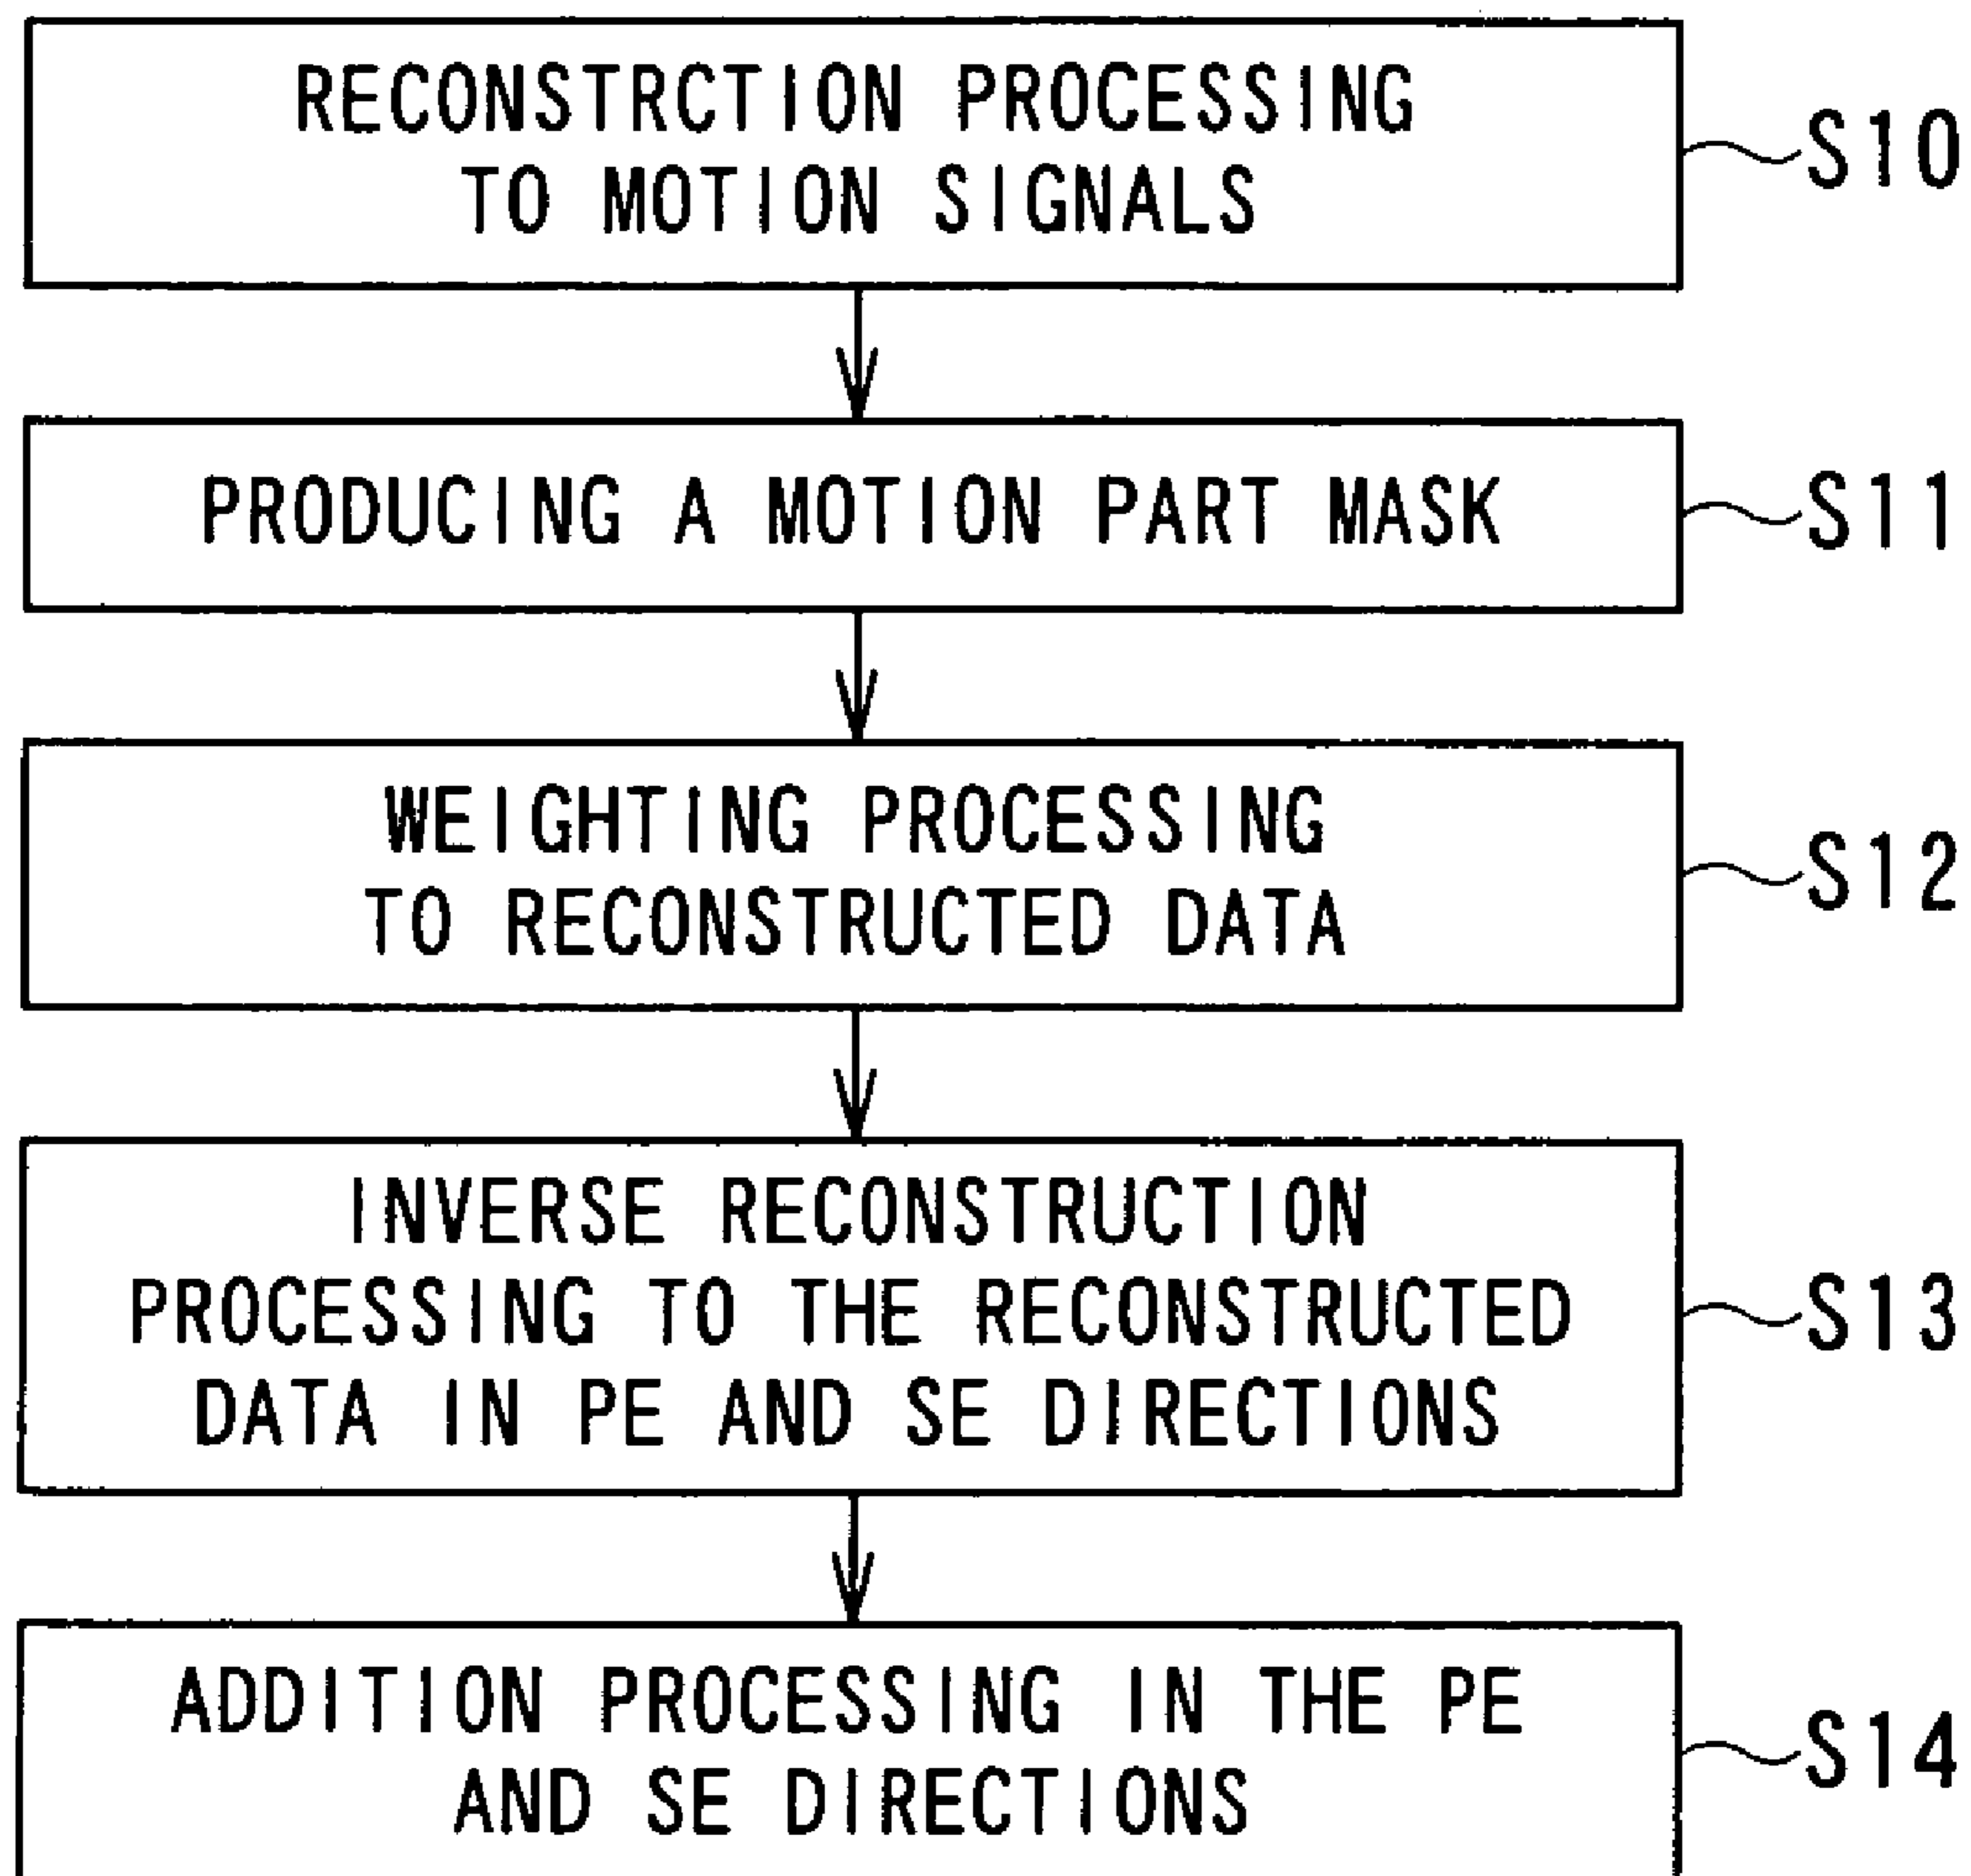 RECONSTRCTION PROCESSING
TO MOTION SIGNALS
S10
PRODUCING A MOTION PART MASK
S11
WEIGHTING PROCESSING
TO RECONSTRUCTED DATA
S12
INVERSE RECONSTRUCTION
PROCESSING TO THE RECONSTRUCTED
DATA IN PE AND SE DIRECTIONS
S13
ADDITION PROCESSING IN THE PE
AND SE DIRECTIONS
S14